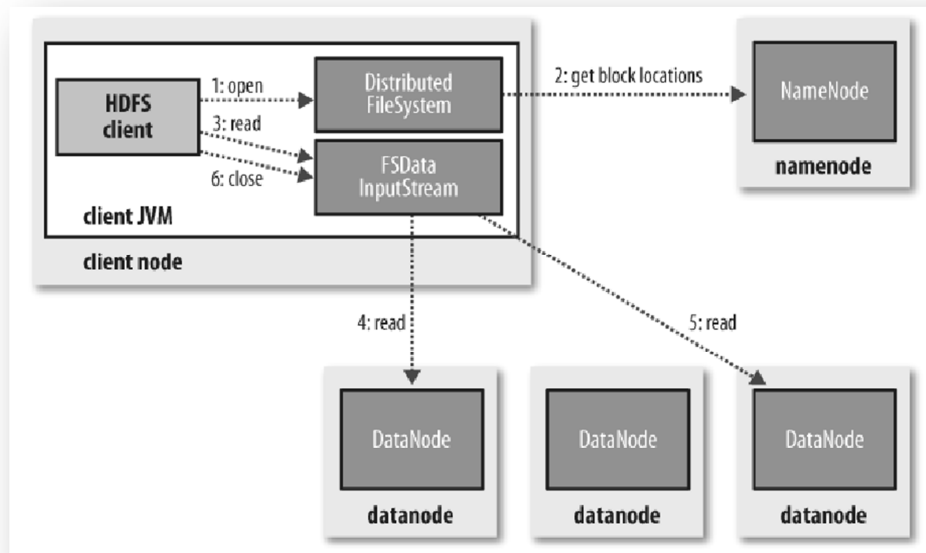 HDFS
client
1: open
3: read
6: close
Distributed
FileSystem
FSData
InputStream
client JVM
client node
2: get block locations
NameNode
namenode
4: read
5: read
DataNode
datanode
DataNode
datanode
DataNode
datanode